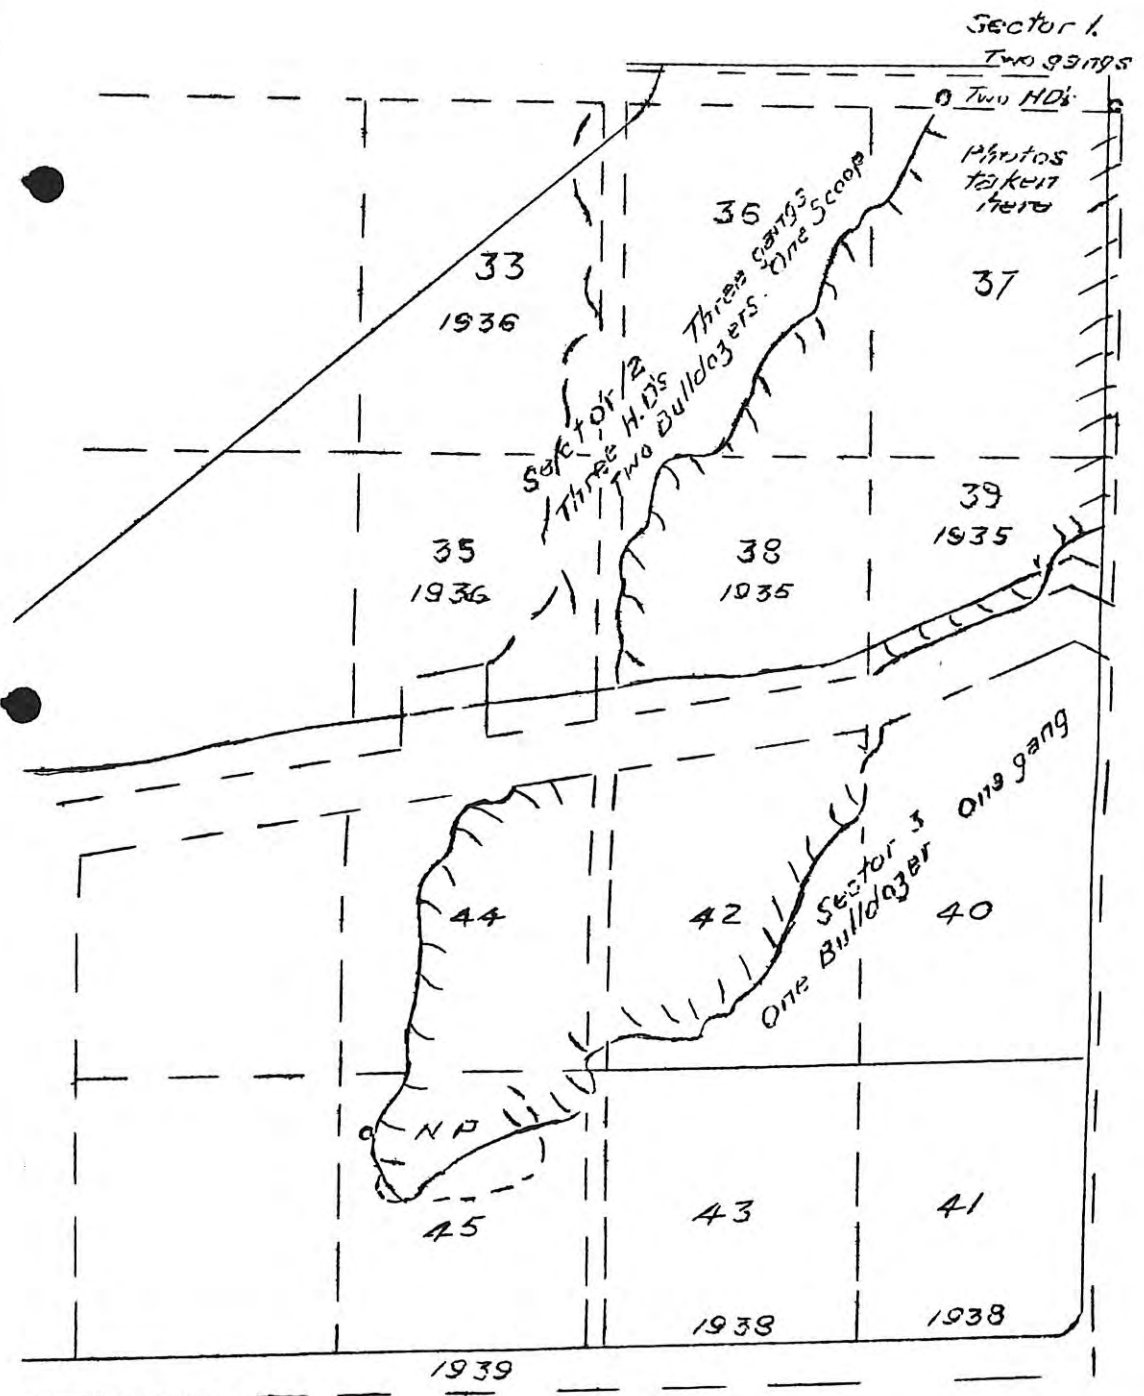 Sector 1.
Two gangs
Two HD's
Photos
taken
here
36
33
1936
37
Sector 2 Three gangs
Three H.D's
Two Bulldozers. One Scoop
35
1936
38
1935
39
1935
44
42
Sector 3 One gang
One Bulldozer
40
NP
45
43
41
1938
1938
1939